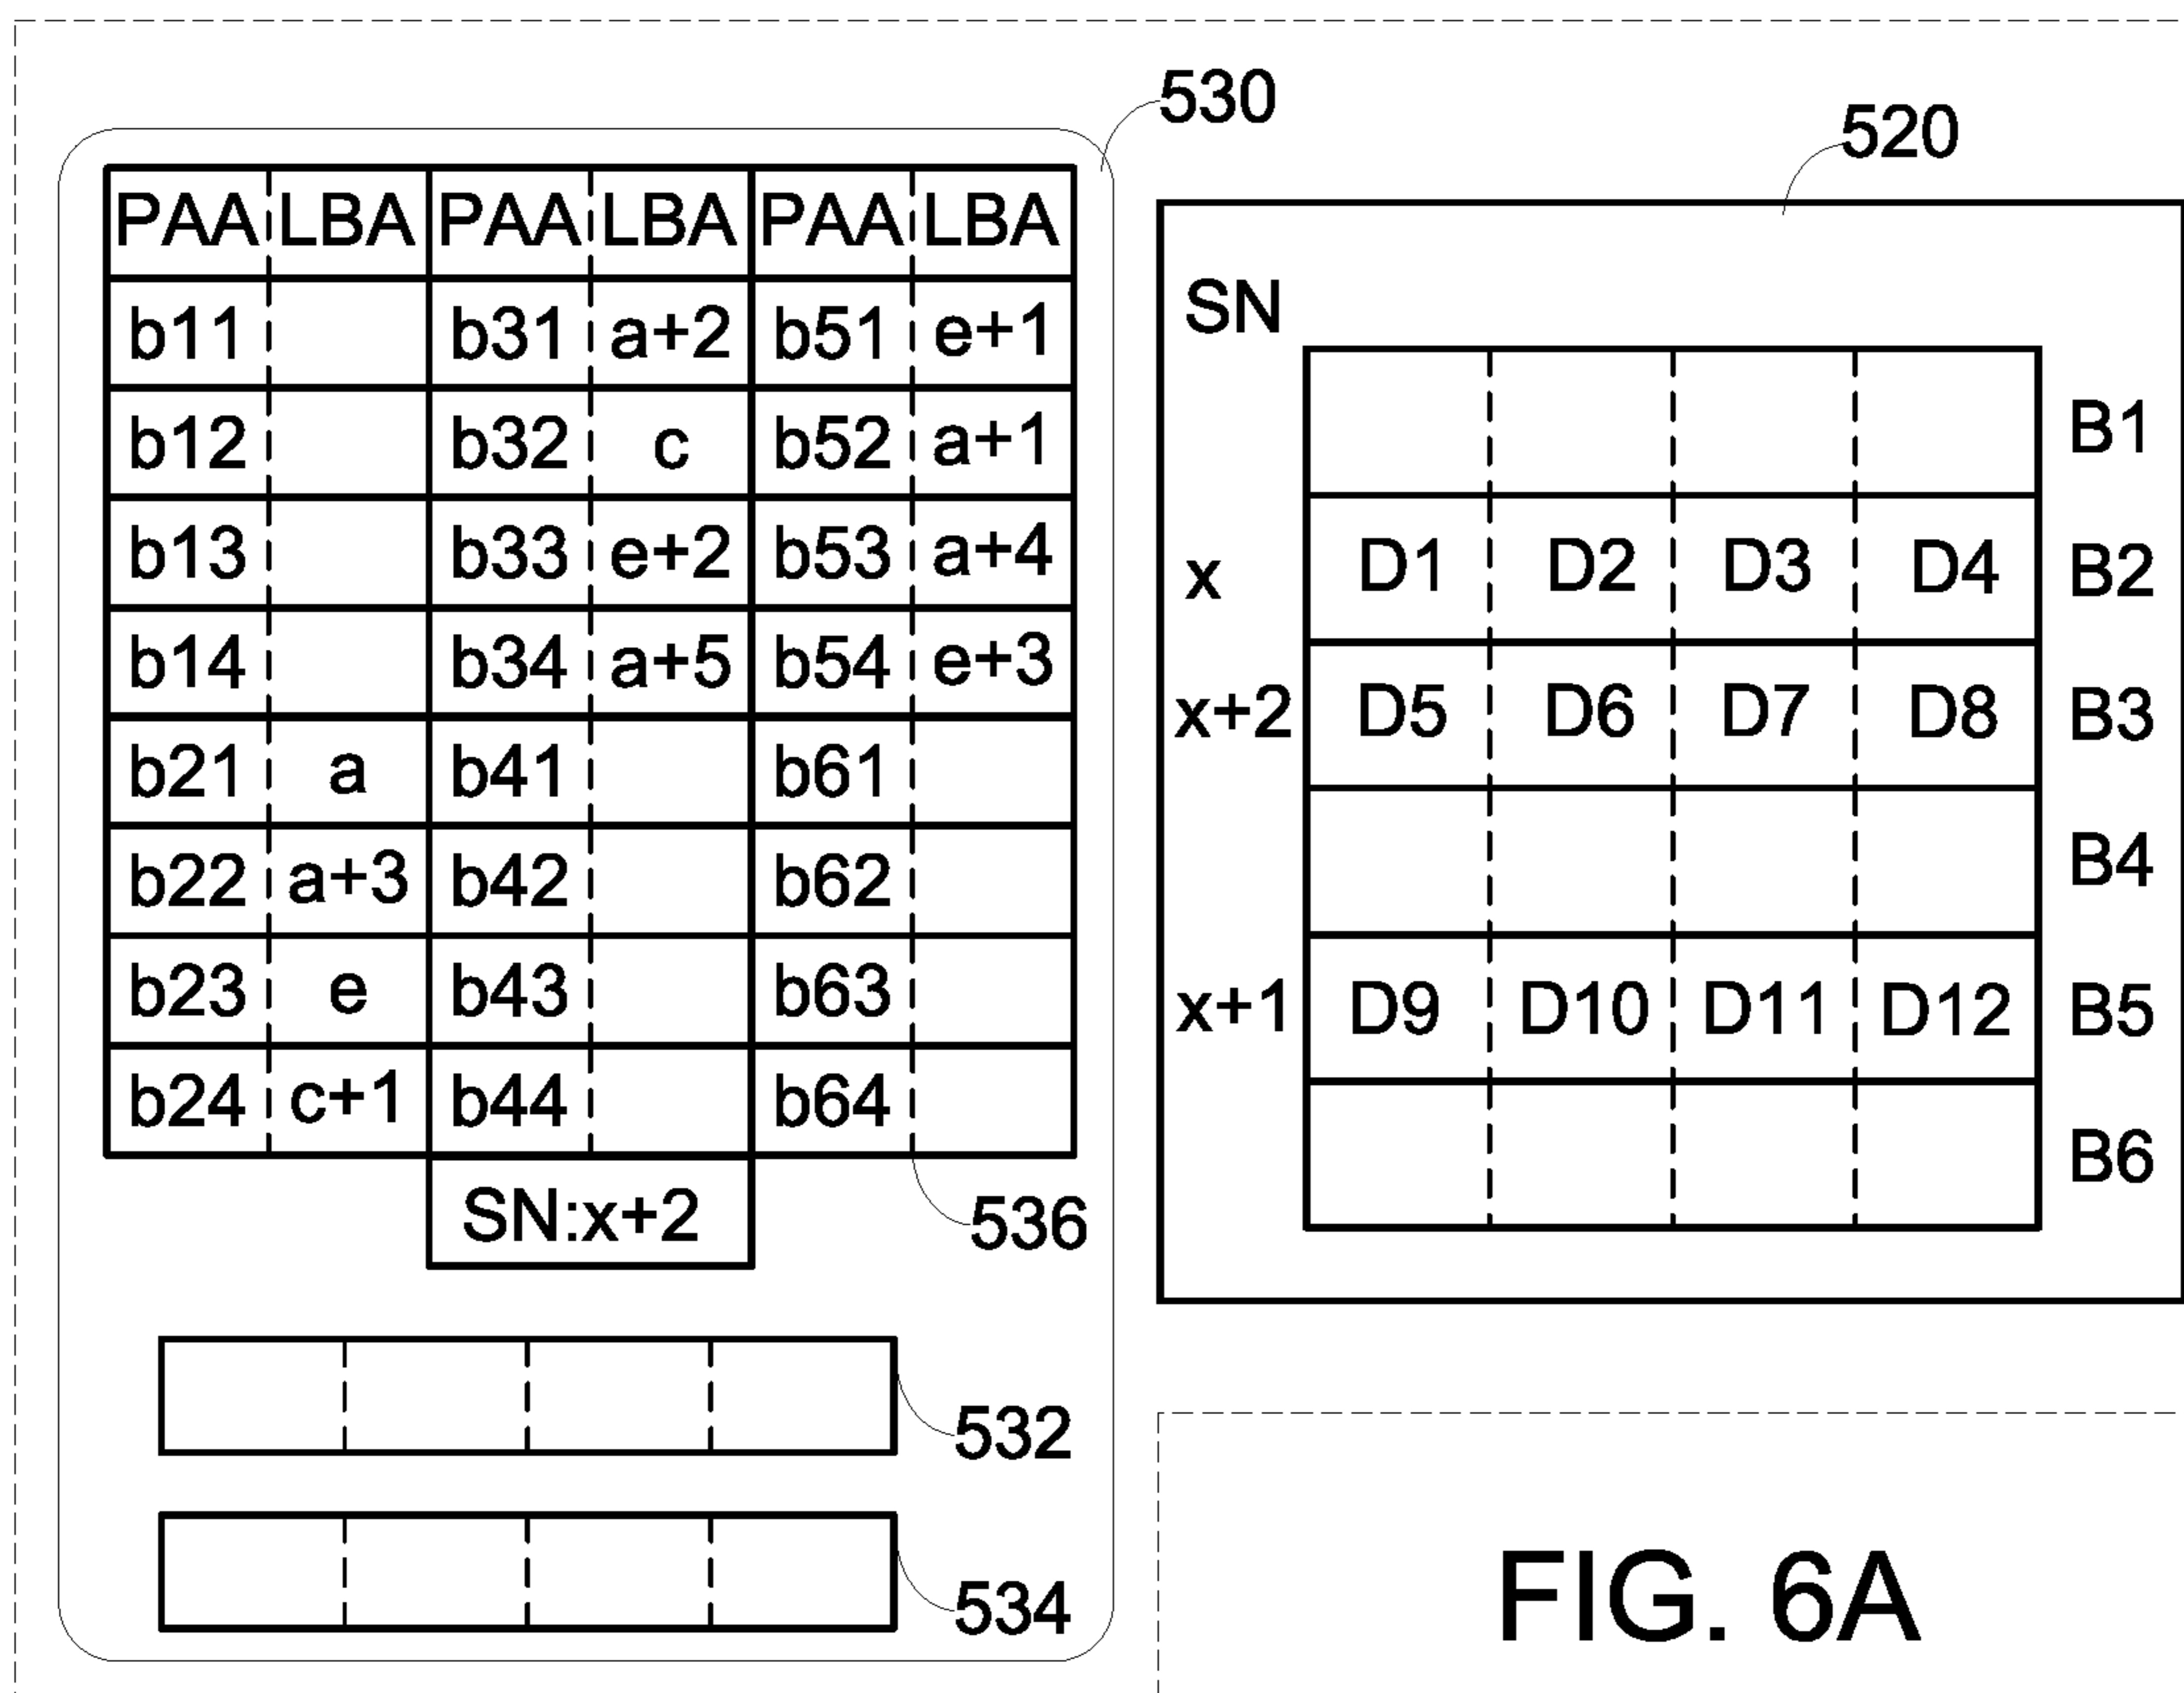 530
PAA LBA PAA LBA PAA LBA
b11 b31 a+2 b51 e+1
b12 b32 c b52 a+1
b13 b33 e+2 b53 a+4
b14 b34 a+5 b54 e+3
b21 a b41 b61
b22 a+3 b42 b62
b23 e b43 b63
b24 c+1 b44 b64
SN:x+2
536
532
534
520
SN
B1
x D1 D2 D3 D4 B2
x+2 D5 D6 D7 D8 B3
B4
x+1 D9 D10 D11 D12 B5
B6
FIG. 6A